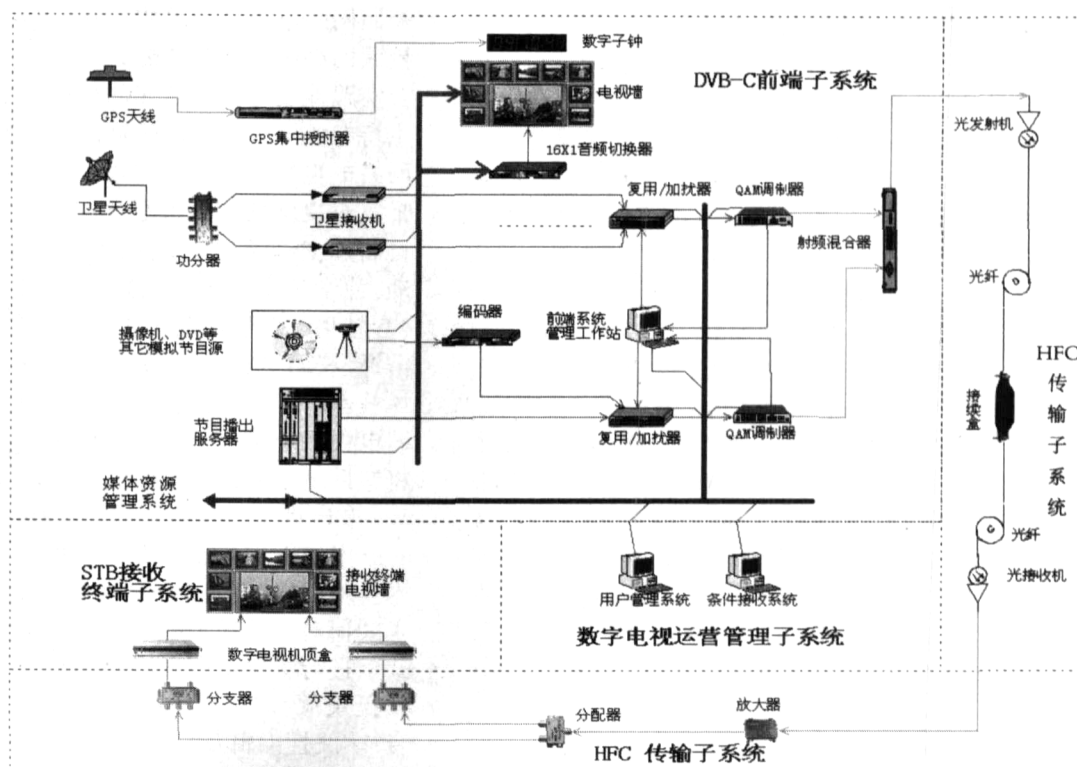 数字子钟
DVB-C前端子系统
电视墙
GPS天线
GPS集中授时器
光发射机
16X1音频切换器
复用/加扰器
QAM调制器
卫星天线
卫星接收机
射频混合器
功分器
光纤
编码器
前端系统
管理工作站
摄像机、DVD等
其它模拟节目源
HFC
传
输
子
系
统
接续盒
节目播出
服务器
复用/加扰器
QAM调制器
媒体资源
管理系统
光纤
STB接收
终端子系统
接收终端
电视墙
用户管理系统
条件接收系统
光接收机
数字电视运营管理子系统
数字电视机顶盒
分支器
分支器
分配器
放大器
HFC 传输子系统